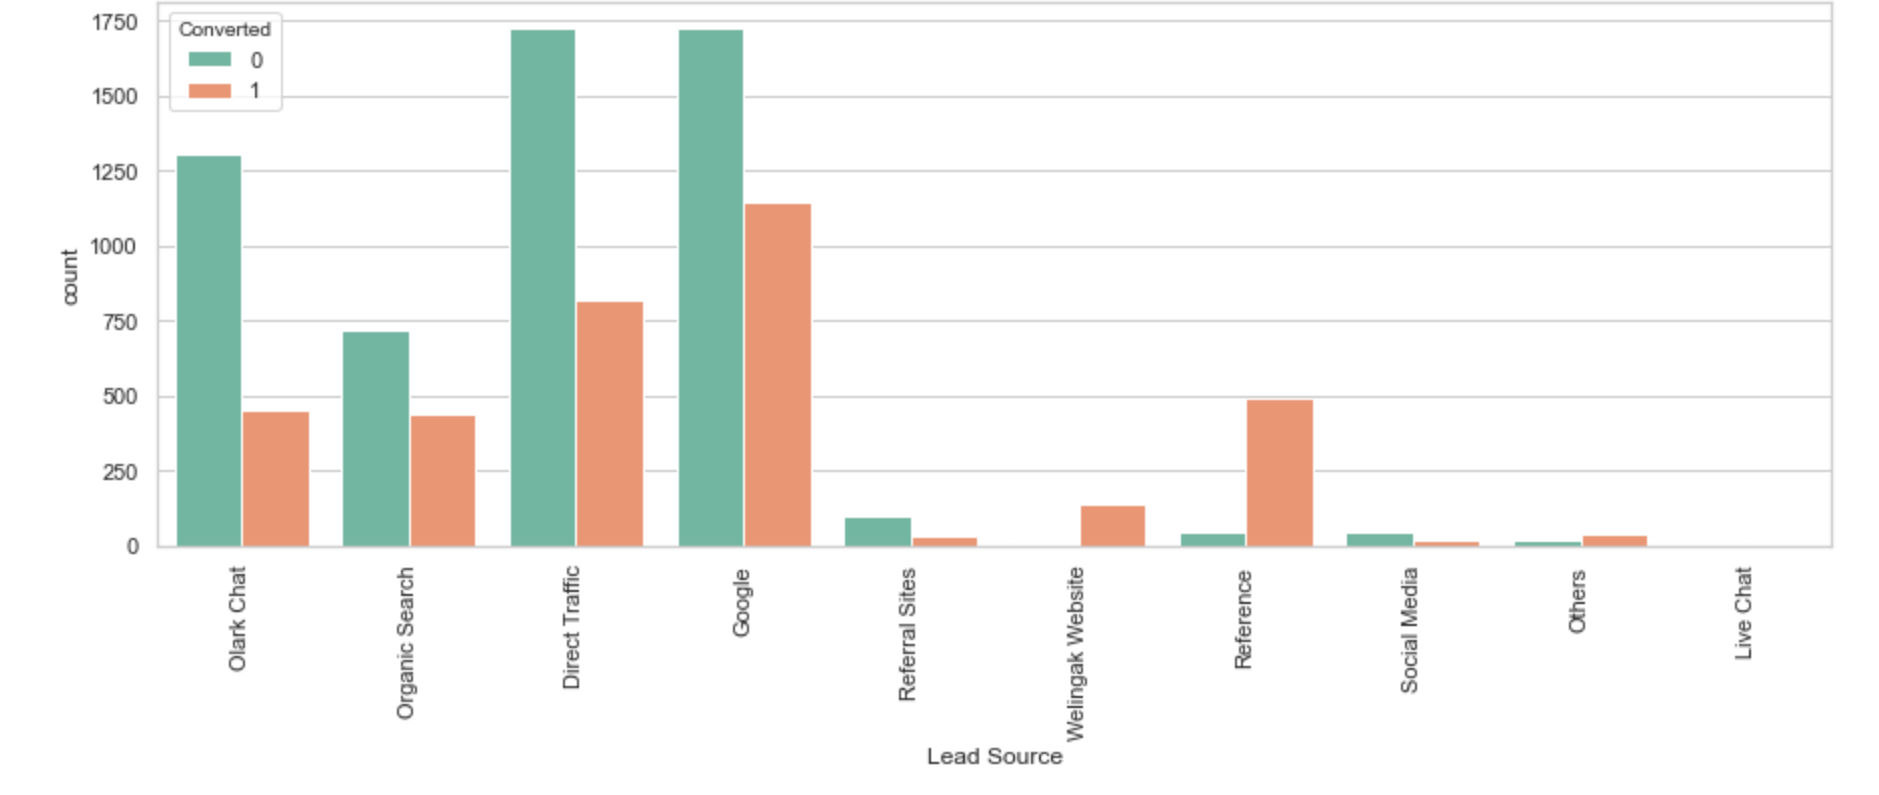 1750
1500
1250
1000
750
500
250
0
count
Converted
0
1
Olark Chat
Organic Search
Direct Traffic
Google
Referral Sites
Welingak Website
Reference
Social Media
Others
Live Chat
Lead Source